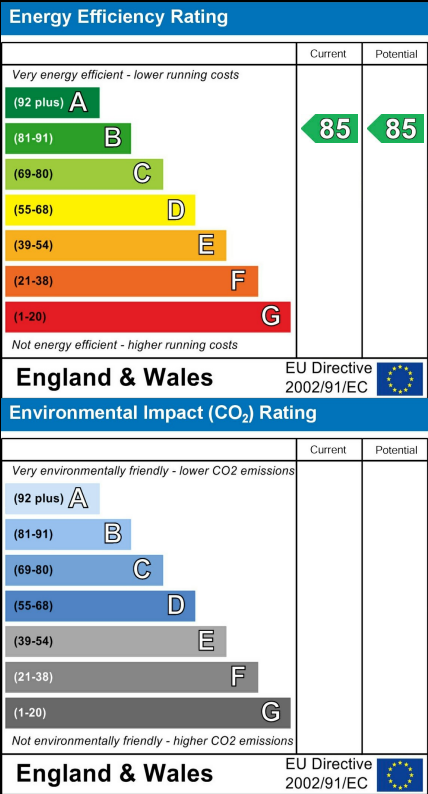 Energy Efficiency Rating
Current Potential
Very energy efficient - lower running costs
(92 plus) A
(81-91) B
85 85
(69-80) C
(55-68) D
(39-54) E
(21-38) F
(1-20) G
Not energy efficient - higher running costs
England & Wales
EU Directive
2002/91/EC
Environmental Impact (CO₂) Rating
Current Potential
Very environmentally friendly - lower CO2 emissions
(92 plus) A
(81-91) B
(69-80) C
(55-68) D
(39-54) E
(21-38) F
(1-20) G
Not environmentally friendly - higher CO2 emissions
England & Wales
EU Directive
2002/91/EC